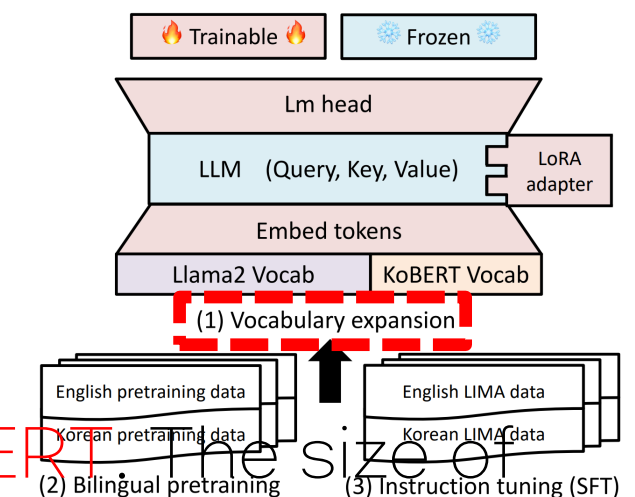 Trainable
Frozen
Lm head
LLM (Query, Key, Value)
LoRA
adapter
Embed tokens
Llama2 Vocab
KoBERT Vocab
(1) Vocabulary expansion
English pretraining data
English LIMA data
Korean pretraining data
Korean LIMA data
ERT. The size of
(2) Bilingual pretraining
(3) Instruction tuning (SFT)